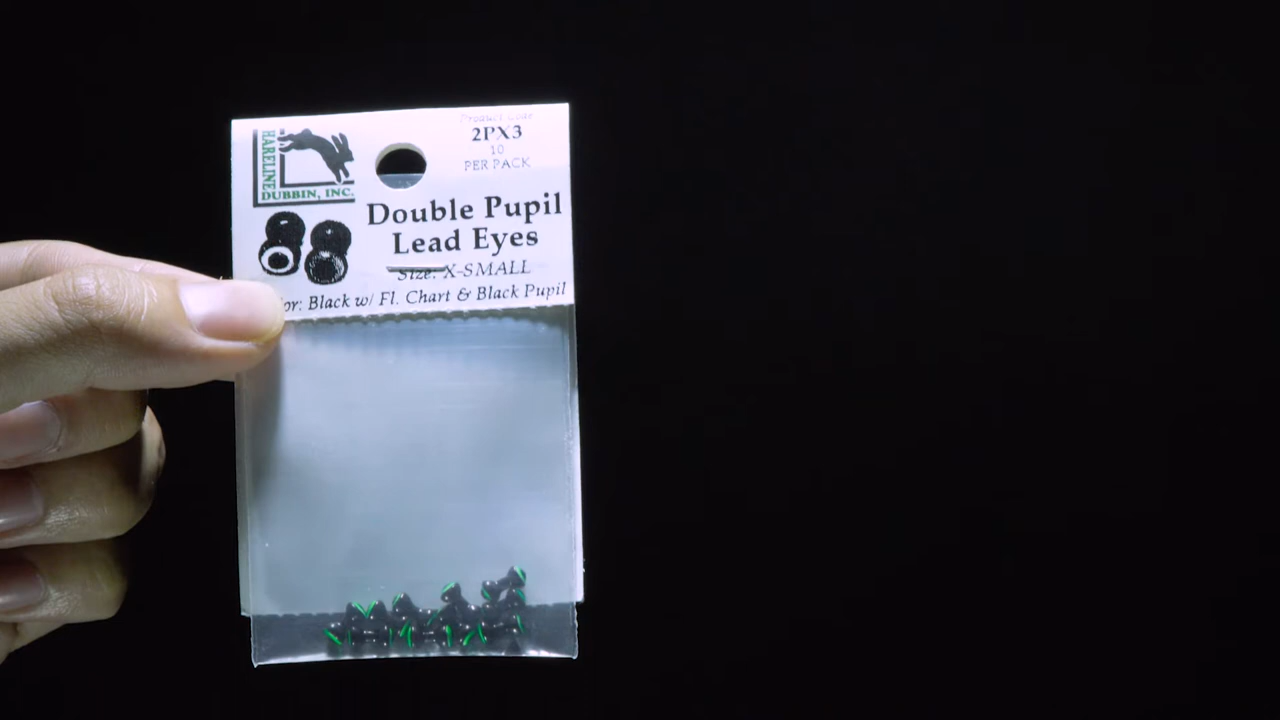 HARELINE
DUBBIN, INC.
Product Code
2PX3
10
PER PACK
Double Pupil
Lead Eyes
Size: X-SMALL
or: Black w/ Fl. Chart & Black Pupil